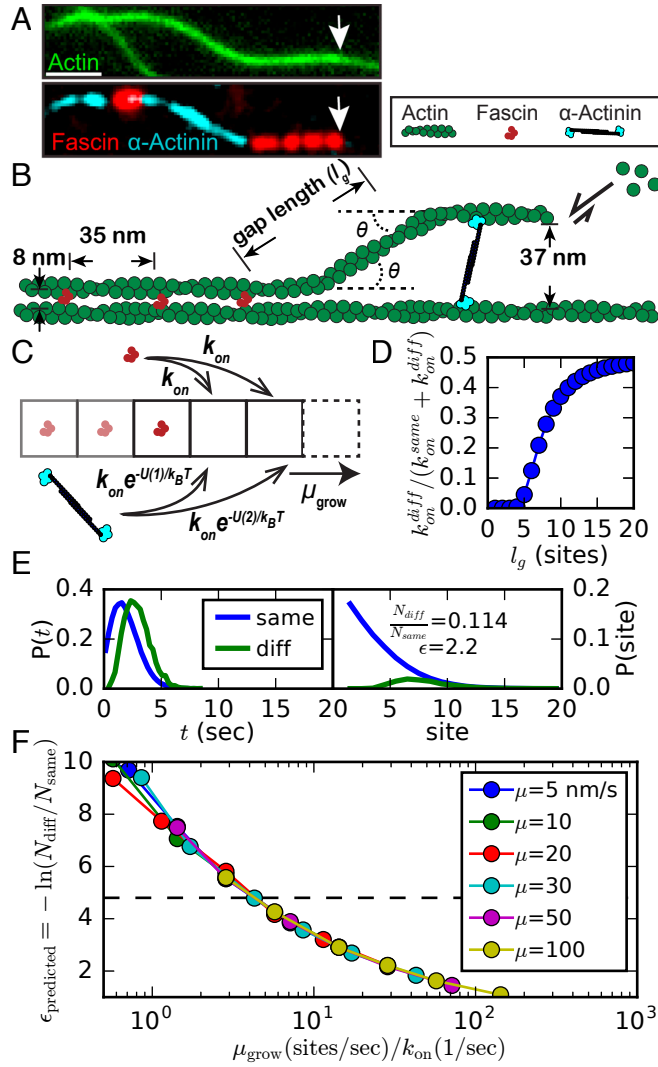 A
Actin
Fascin α-Actinin
Actin Fascin α-Actinin
B
gap length (l_g)
θ
θ
8 nm
35 nm
37 nm
C
k_on
k_on
k_on e^-U(1)/k_BT
k_on e^-U(2)/k_BT
μ_grow
D
k_on^diff/(k_on^same + k_on^diff)
0.5
0.4
0.3
0.2
0.1
0.0
0 5 10 15 20
l_g (sites)
E
P(t)
0.4
0.2
0.0
same
diff
0 5 10 15 20
t (sec)
N_diff/N_same=0.114
ϵ=2.2
5 10 15 20
site
0.2
0.1
0.0
P(site)
F
ϵ_predicted = − ln(N_diff/N_same)
10
8
6
4
2
μ=5 nm/s
μ=10
μ=20
μ=30
μ=50
μ=100
10^0 10^1 10^2 10^3
μ_grow(sites/sec)/k_on(1/sec)